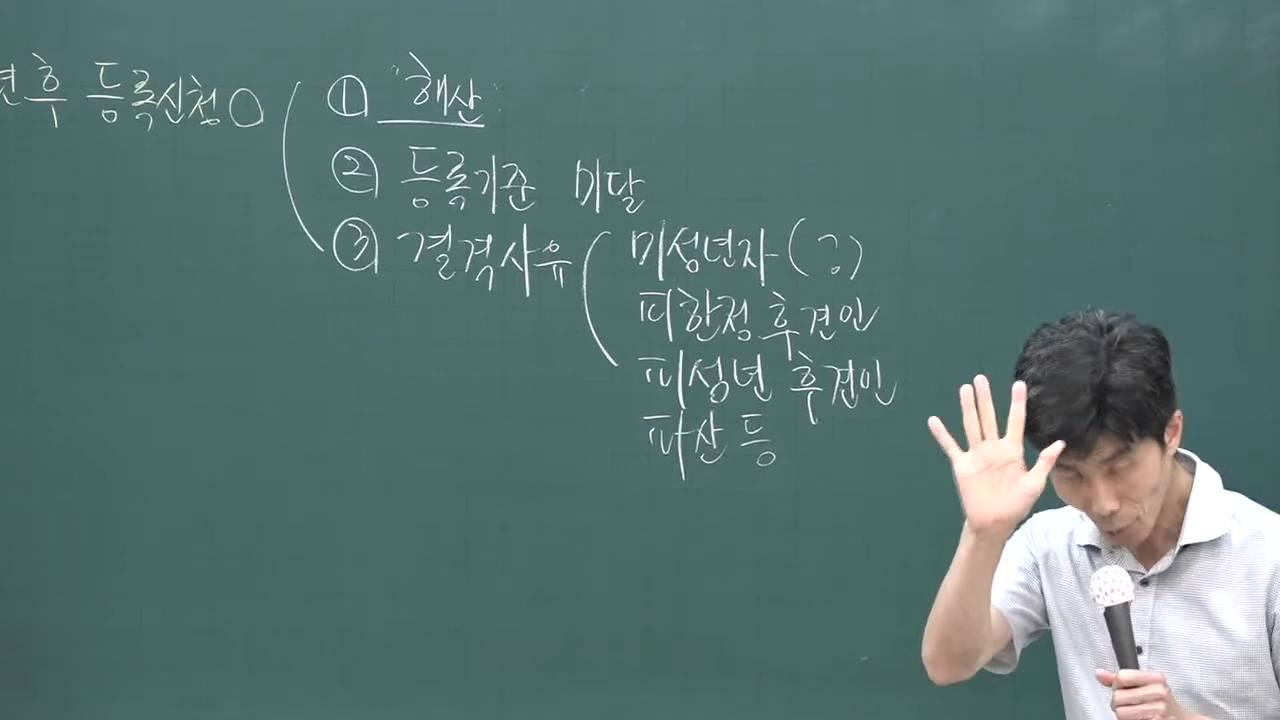 후 등록신청○ ① "해산"
② 등록기준 미달
③ 결격사유 미성년자(금)
피한정후견인
피성년후견인
파산 등